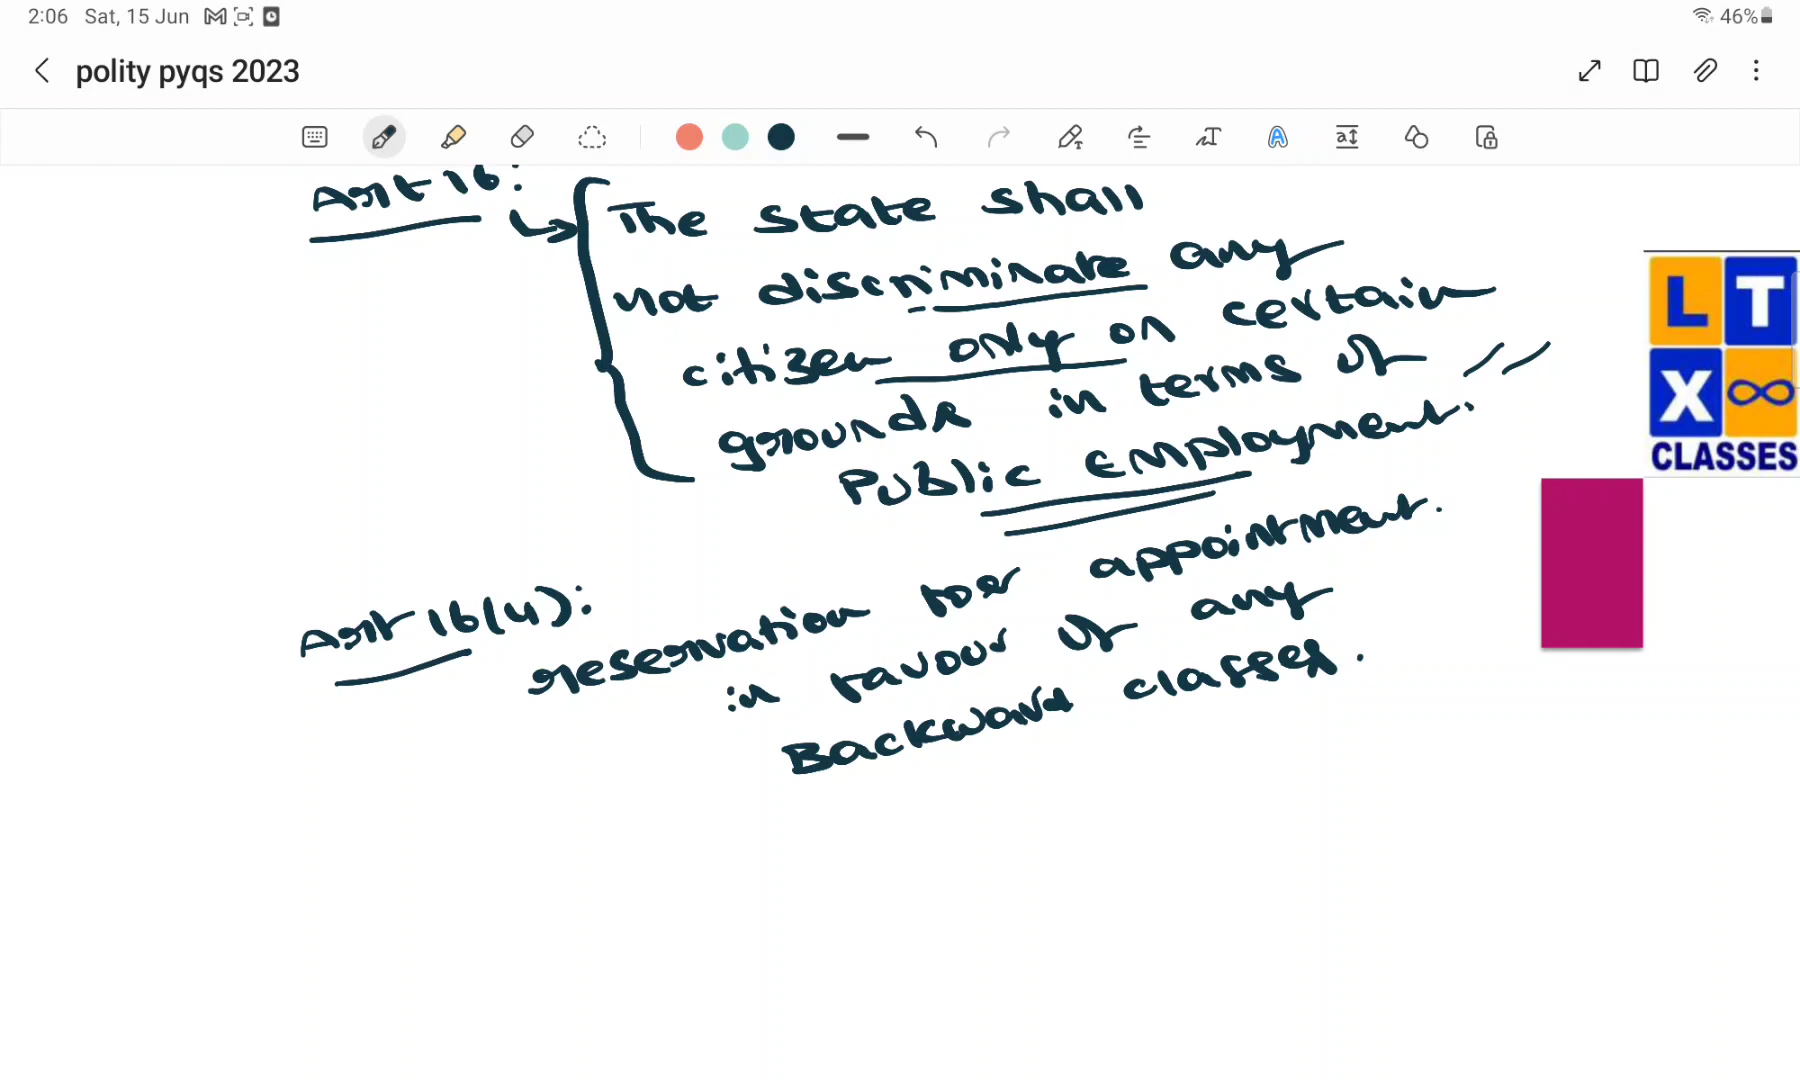 2:06 Sat, 15 Jun
46%
polity pyqs 2023
Art 16:
The state shall
not discriminate any
citizen only on certain
grounds in terms of
Public Employment.
Art 16(4):
reservation for appointment.
in favour of any
Backward classes.
L T
X ∞
CLASSES